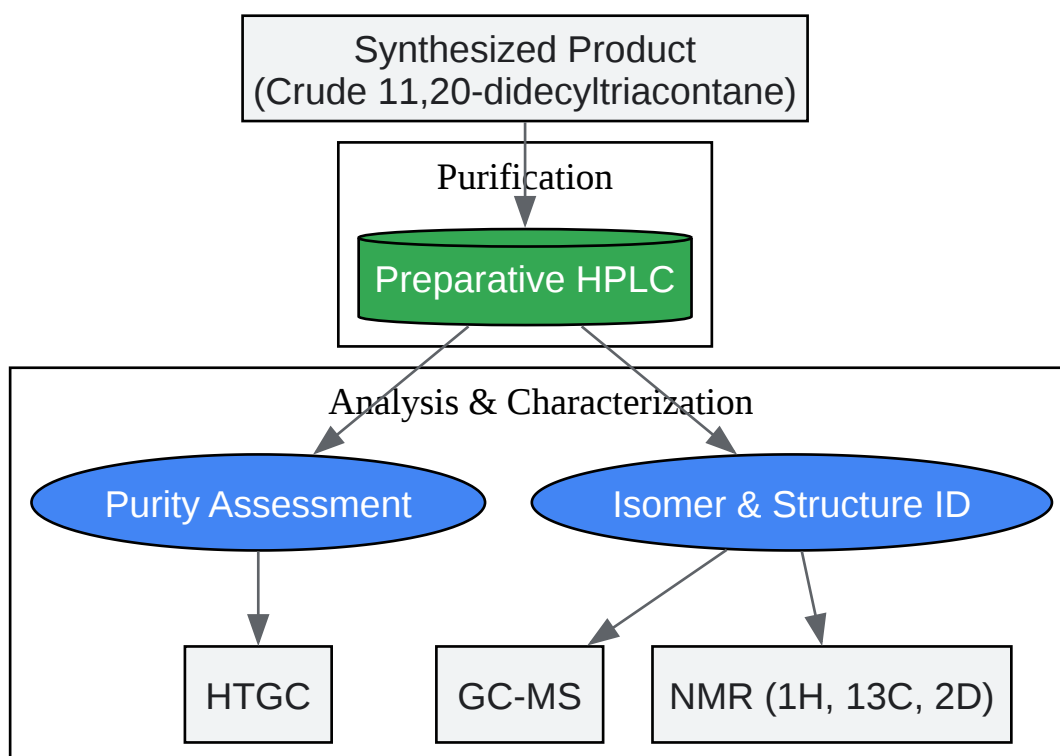 Synthesized Product
(Crude 11,20-didecyltriacontane)
Purification
Preparative HPLC
Analysis & Characterization
Purity Assessment
Isomer & Structure ID
HTGC
GC-MS
NMR (1H, 13C, 2D)